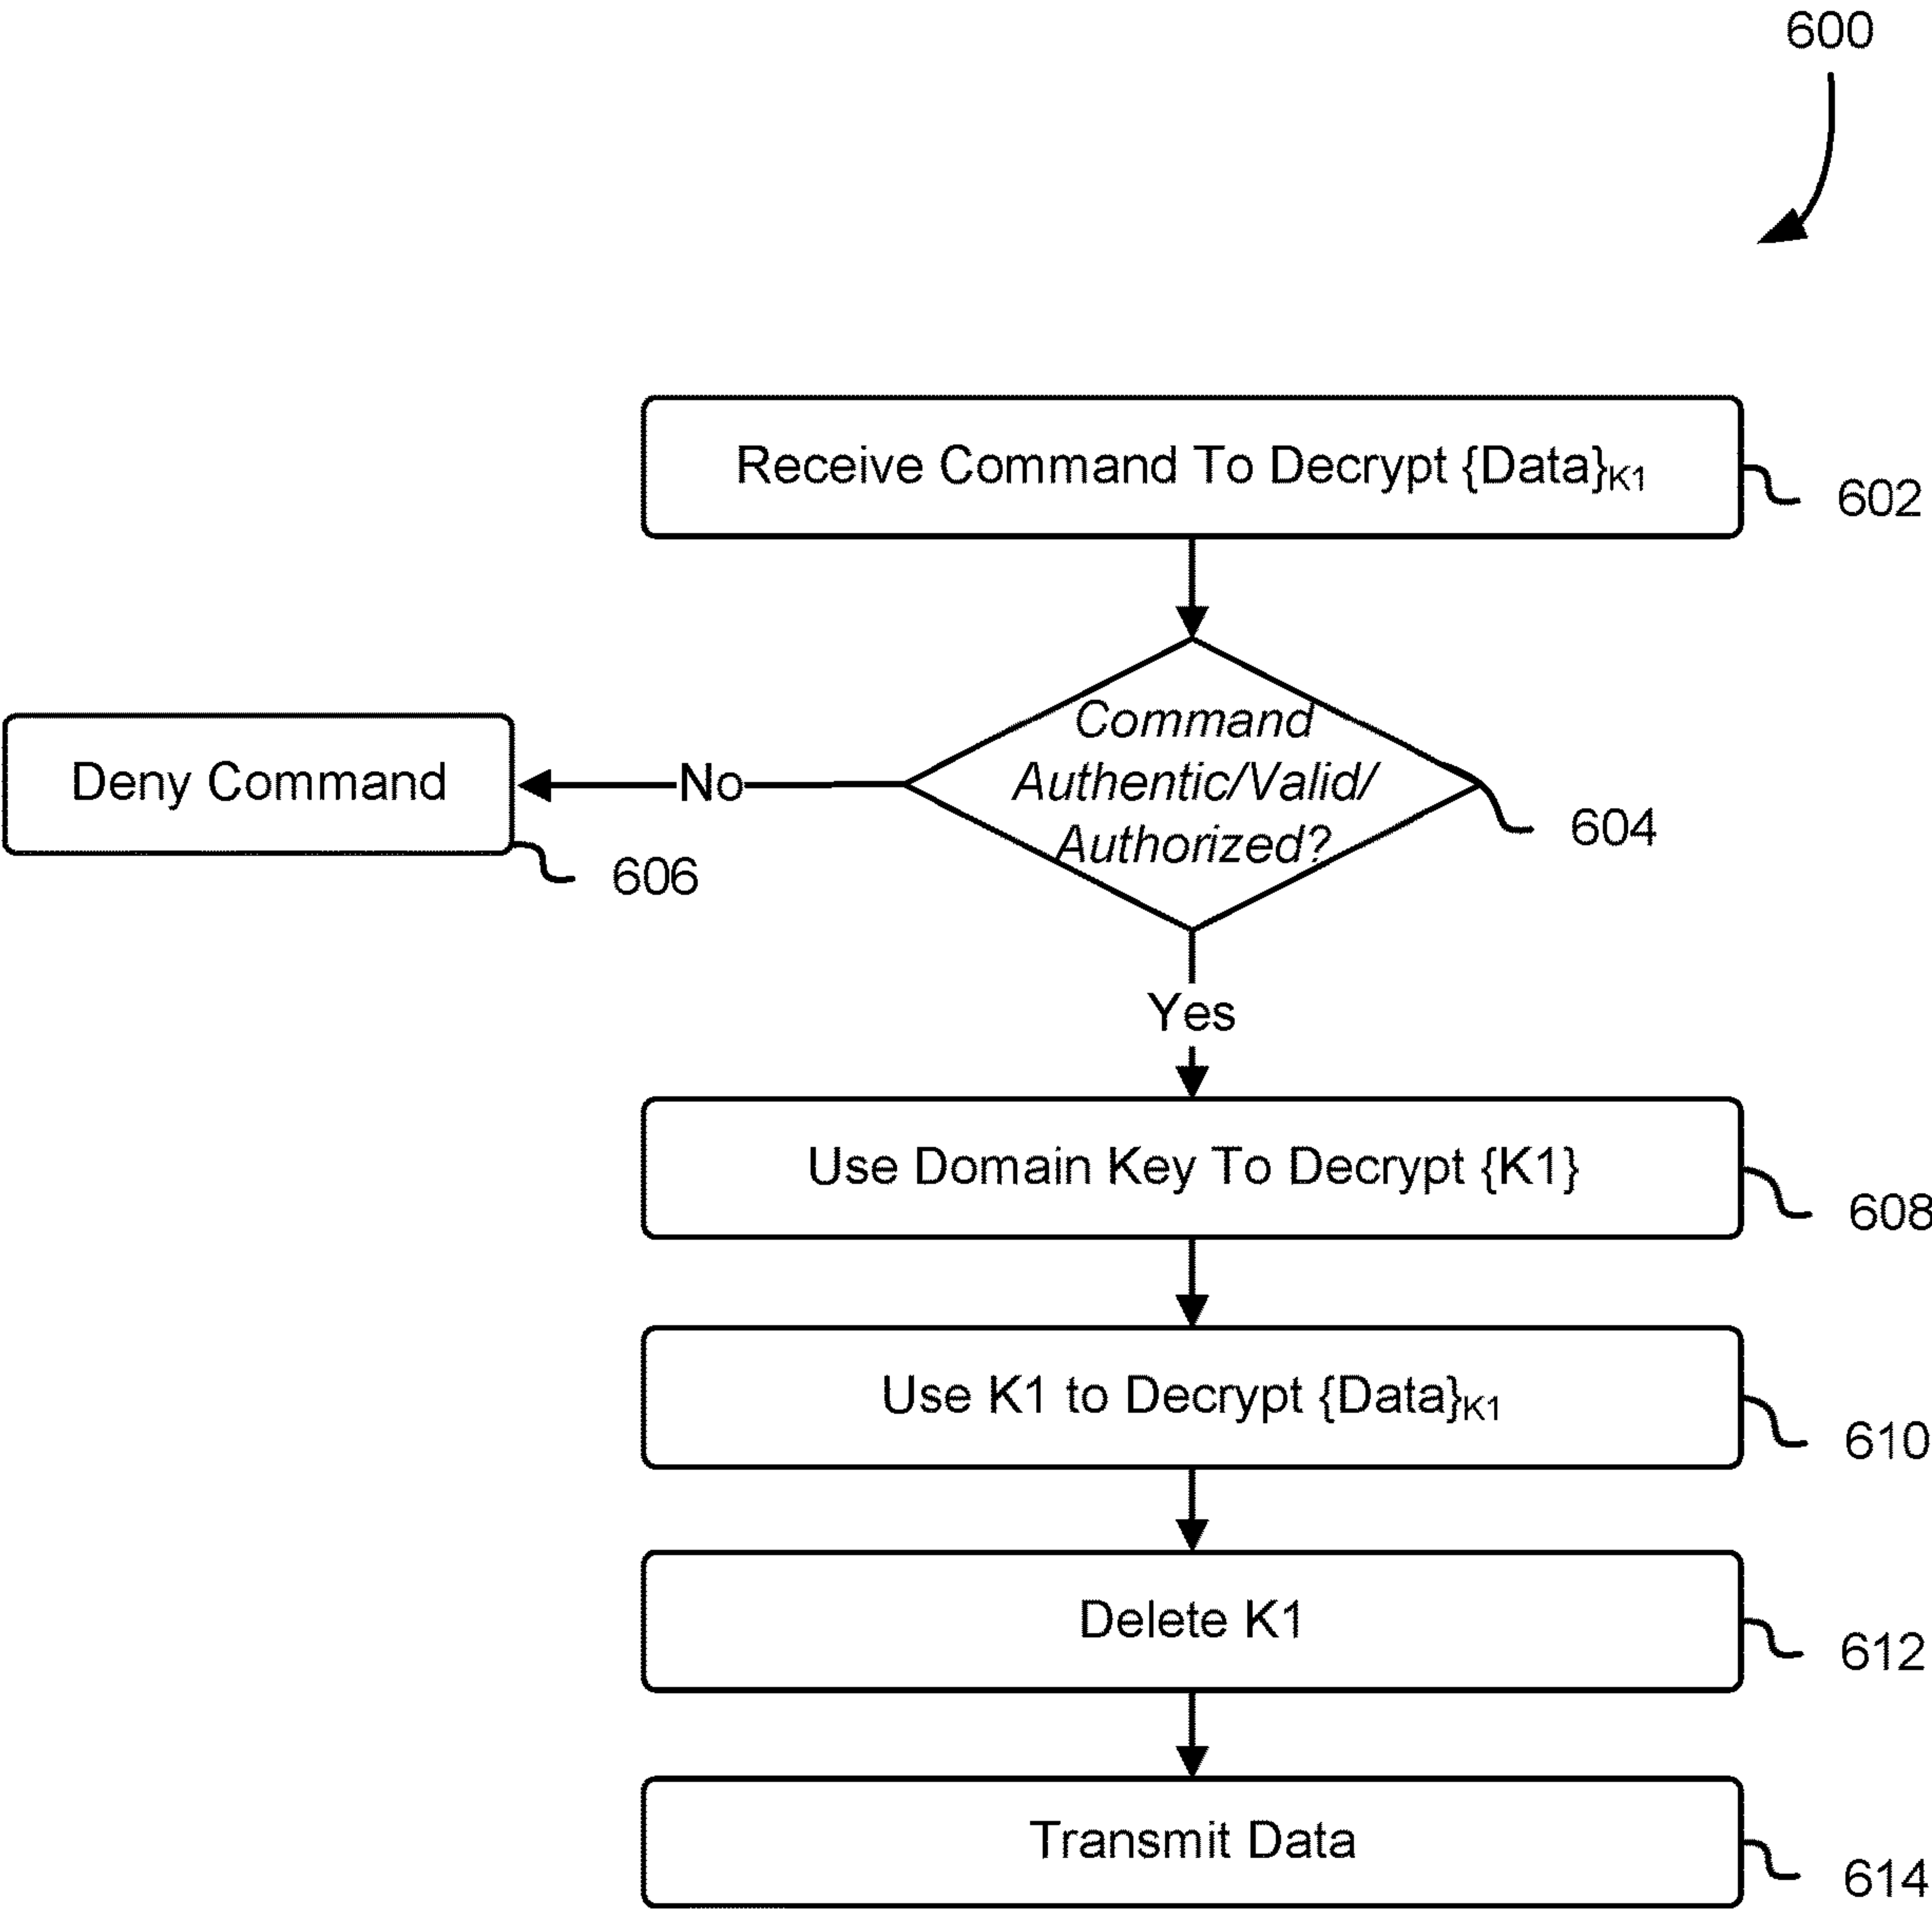 600
Receive Command To Decrypt {Data}K1
602
Command
Authentic/Valid/
Authorized?
604
No
Deny Command
606
Yes
Use Domain Key To Decrypt {K1}
608
Use K1 to Decrypt {Data}K1
610
Delete K1
612
Transmit Data
614